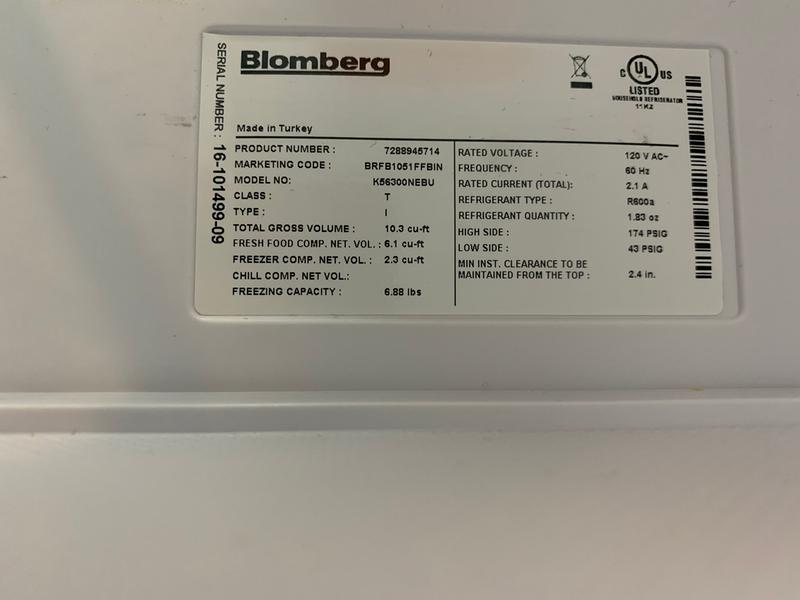 SERIAL NUMBER : 16-101499-09
Blomberg
Made in Turkey
C UL US
LISTED
HOUSEHOLD REFRIGERATOR
11KZ
PRODUCT NUMBER : 7288945714
MARKETING CODE : BRFB1051FFBIN
MODEL NO: K56300NEBU
CLASS : T
TYPE : I
TOTAL GROSS VOLUME : 10.3 cu-ft
FRESH FOOD COMP. NET. VOL. : 6.1 cu-ft
FREEZER COMP. NET. VOL. : 2.3 cu-ft
CHILL COMP. NET VOL.:
FREEZING CAPACITY : 6.88 lbs
RATED VOLTAGE : 120 V AC~
FREQUENCY : 60 Hz
RATED CURRENT (TOTAL): 2.1 A
REFRIGERANT TYPE : R600a
REFRIGERANT QUANTITY : 1.83 oz
HIGH SIDE : 174 PSIG
LOW SIDE : 43 PSIG
MIN INST. CLEARANCE TO BE
MAINTAINED FROM THE TOP : 2.4 in.